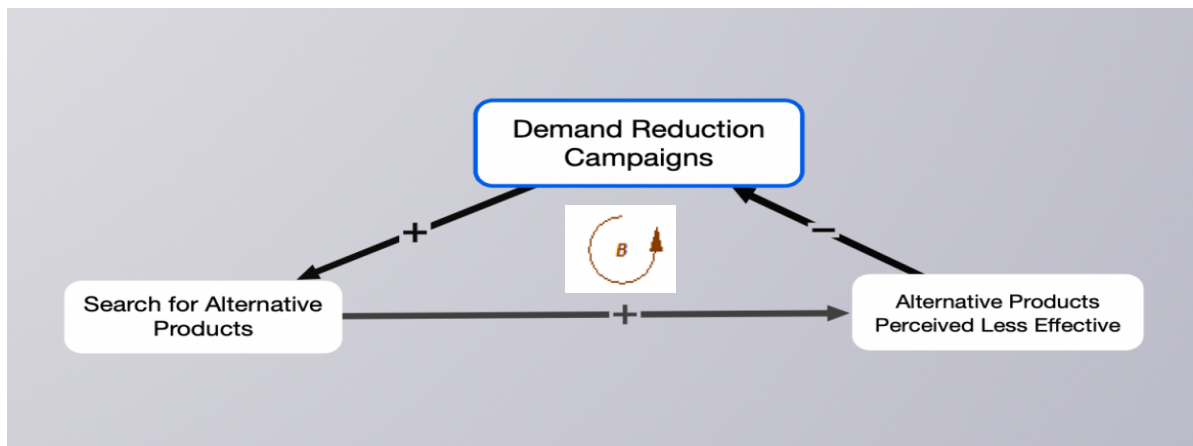 Demand Reduction
Campaigns
+
B
−
Search for Alternative
Products
+
Alternative Products
Perceived Less Effective